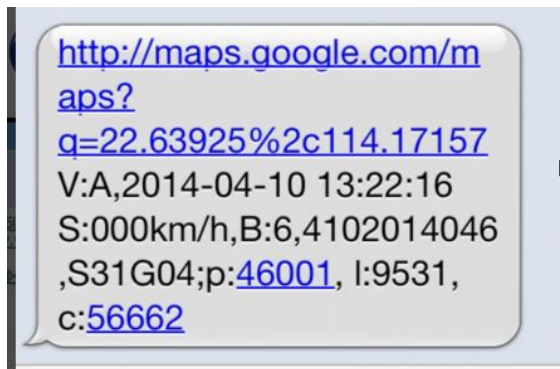 http://maps.google.com/m
aps?
q=22.63925%2c114.17157
V:A,2014-04-10 13:22:16
S:000km/h,B:6,4102014046
,S31G04;p:46001, l:9531,
c:56662